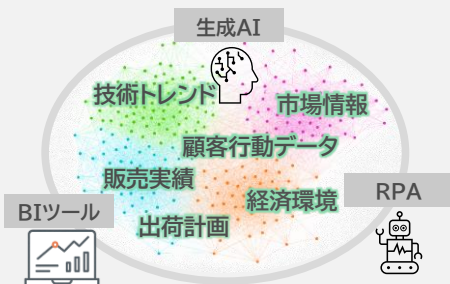 生成AI
技術トレンド
市場情報
顧客行動データ
販売実績
経済環境
RPA
BIツール
出荷計画